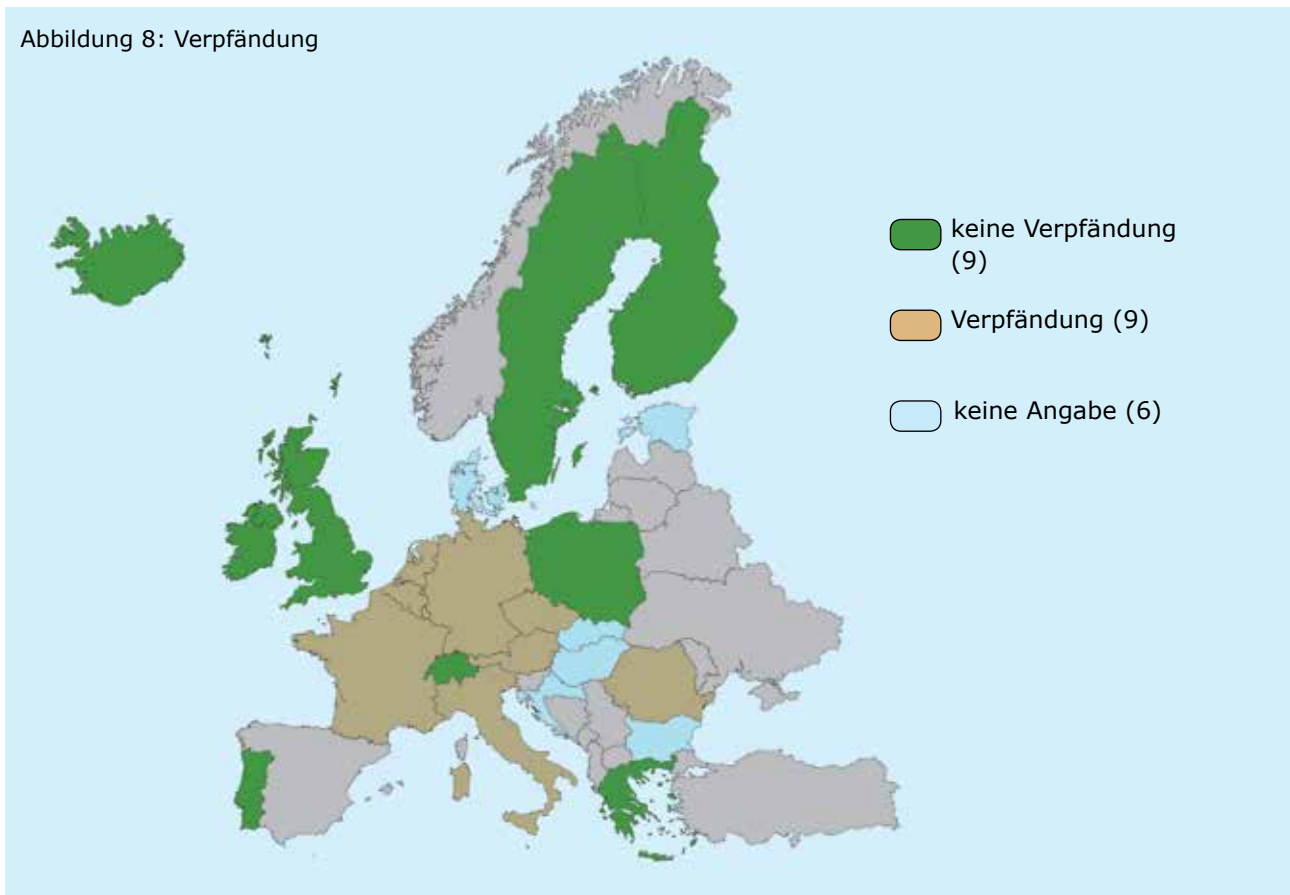 Abbildung 8: Verpfändung
keine Verpfändung
(9)
Verpfändung (9)
keine Angabe (6)